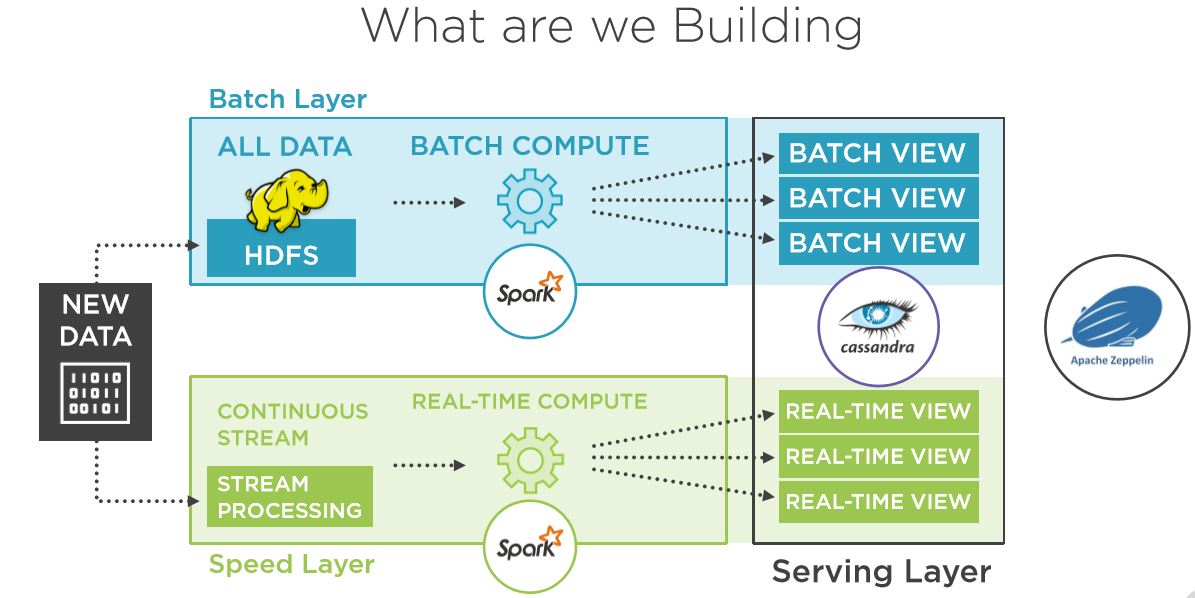 What are we Building
Batch Layer
ALL DATA
HDFS
BATCH COMPUTE
Spark
BATCH VIEW
BATCH VIEW
BATCH VIEW
NEW
DATA
11010
01011
00101
cassandra
Apache Zeppelin
CONTINUOUS
STREAM
STREAM
PROCESSING
REAL-TIME COMPUTE
Spark
REAL-TIME VIEW
REAL-TIME VIEW
REAL-TIME VIEW
Speed Layer
Serving Layer